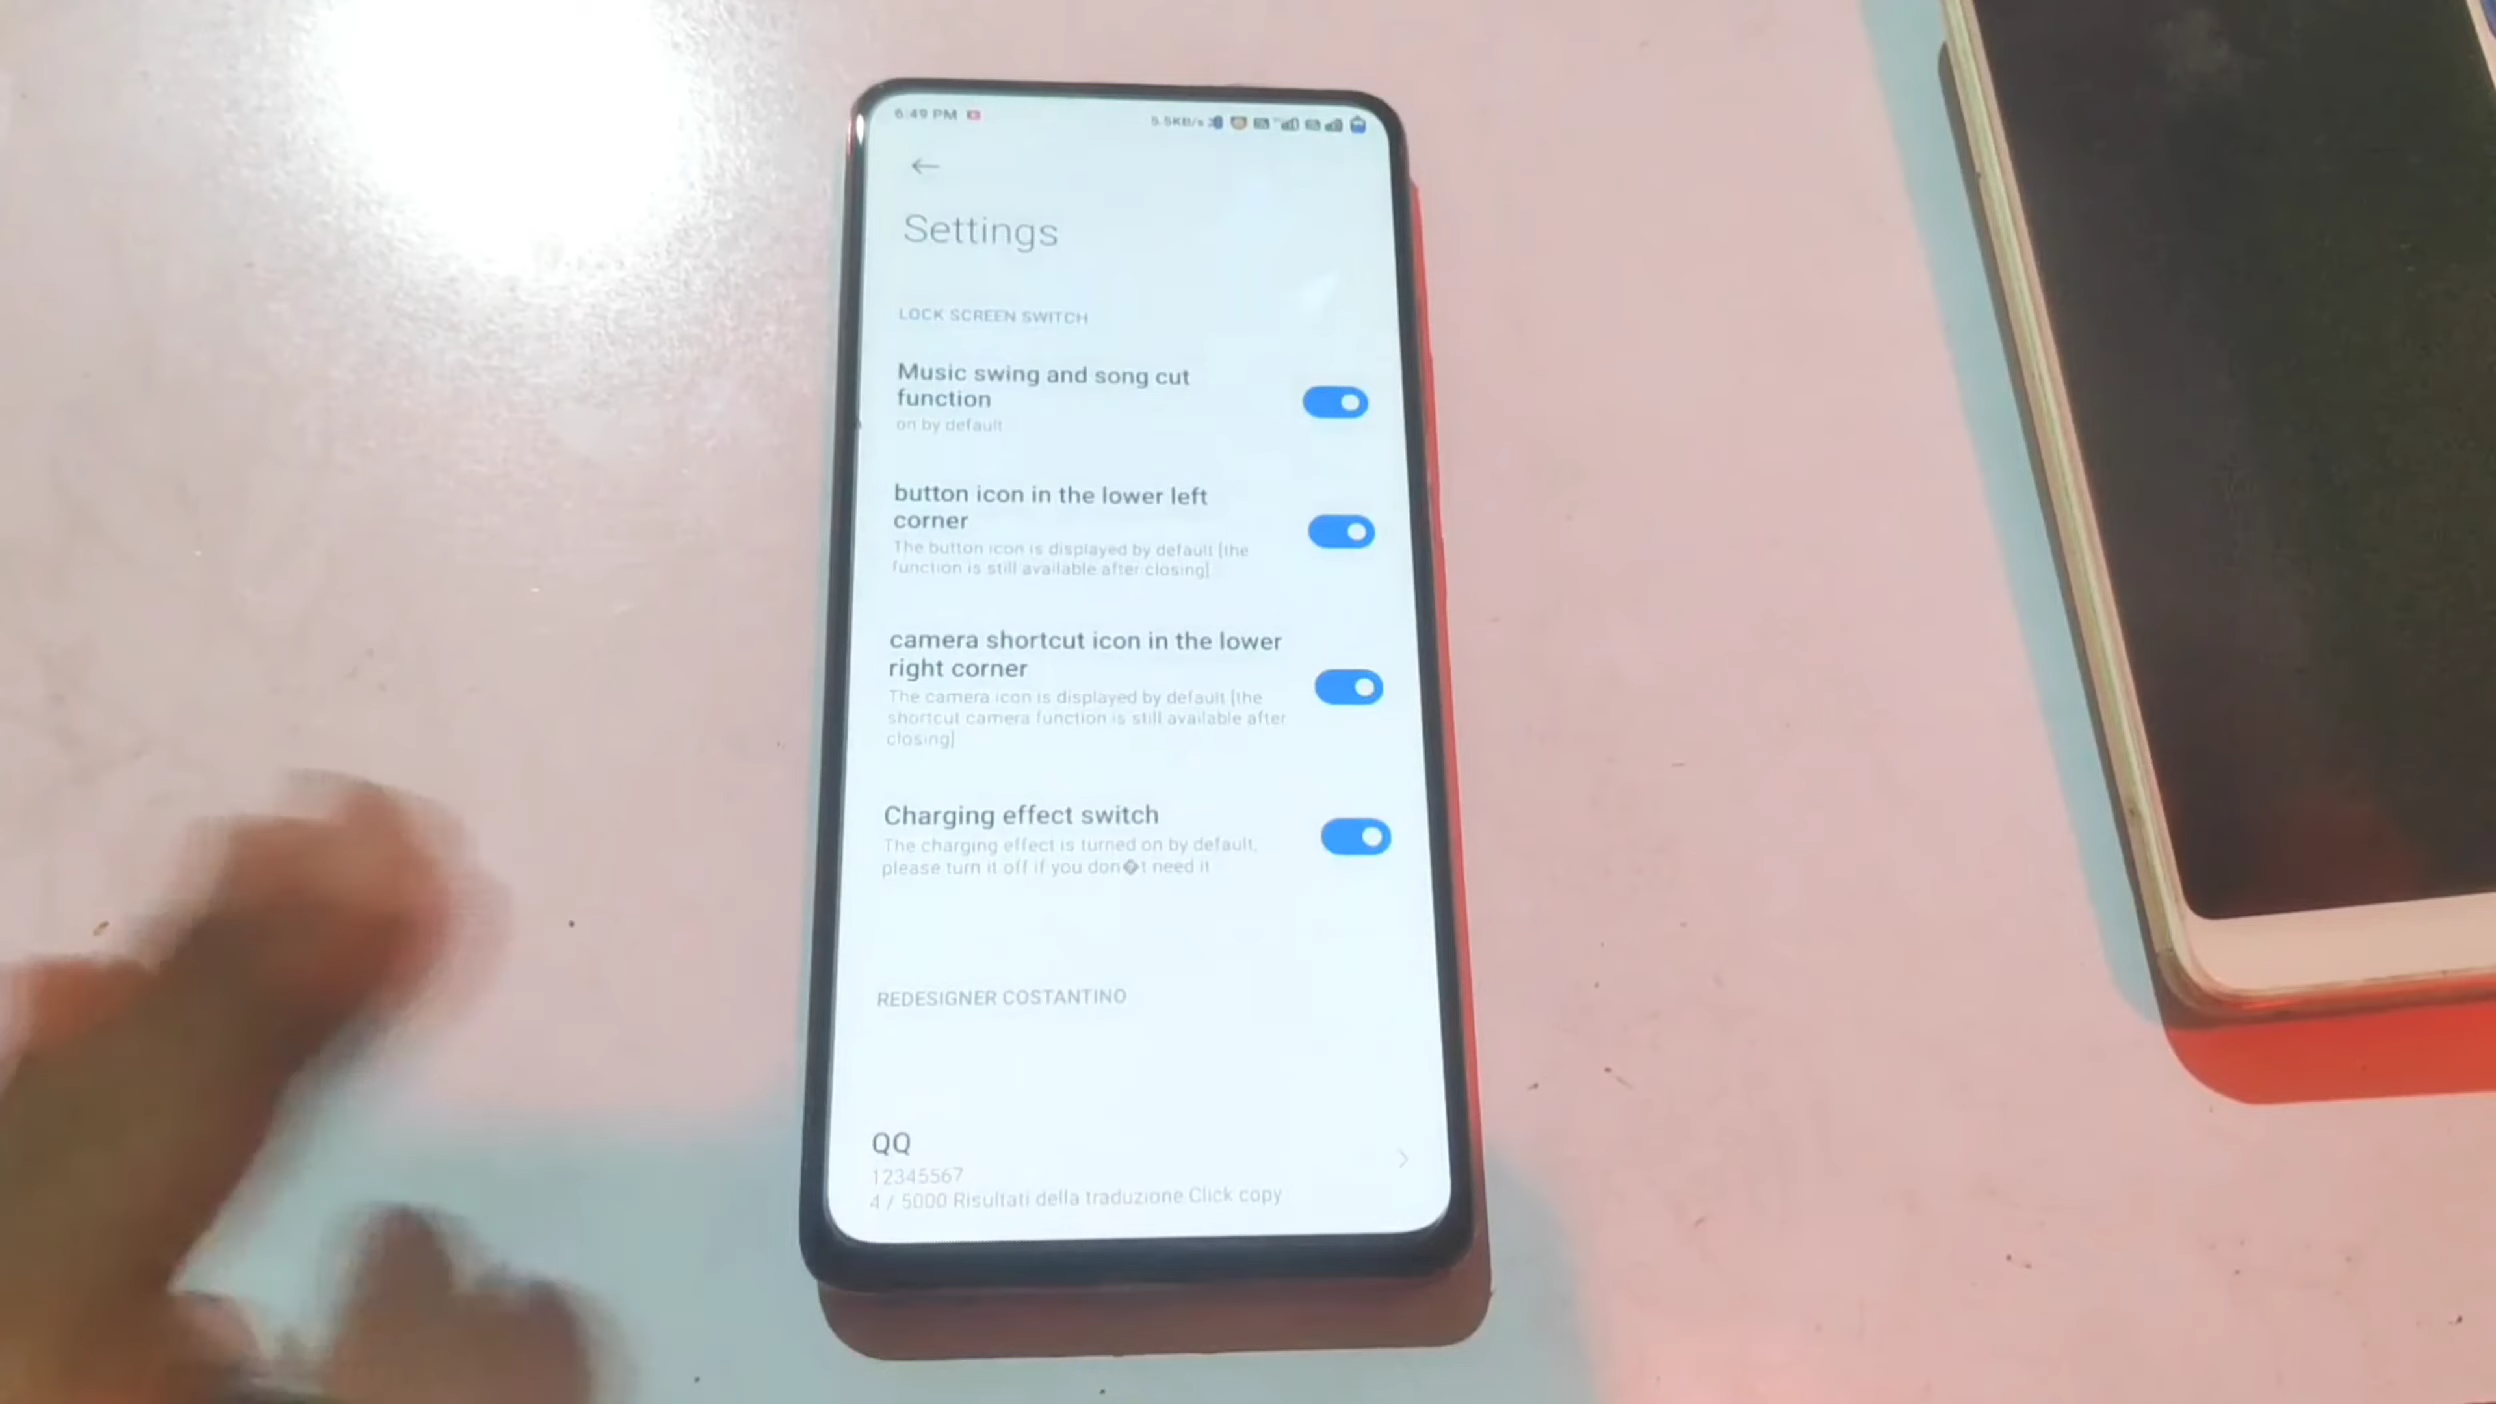 6:49 PM
5.5KB/s
Settings
LOCK SCREEN SWITCH
Music swing and song cut
function
on by default
button icon in the lower left
corner
The button icon is displayed by default [the
function is still available after closing]
camera shortcut icon in the lower
right corner
The camera icon is displayed by default [the
shortcut camera function is still available after
closing]
Charging effect switch
The charging effect is turned on by default,
please turn it off if you don�t need it
REDESIGNER COSTANTINO
QQ
12345567
4 / 5000 Risultati della traduzione Click copy